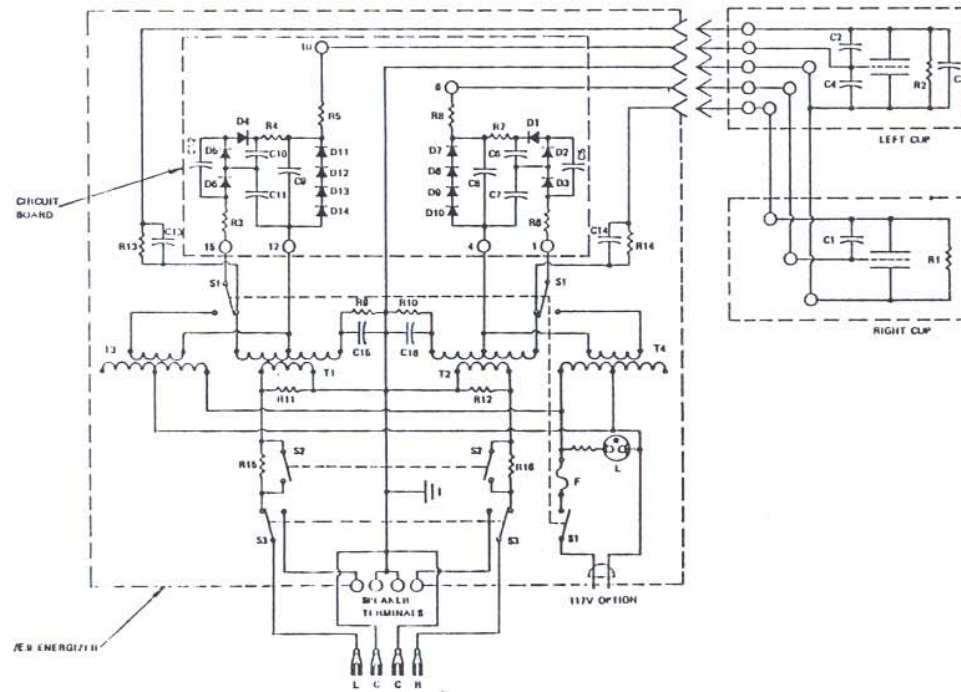 10
C2
C4
R2
C
LEFT CUP
8
R5
R8
D4
R4
R7
D1
D5
C10
D11
D7
C6
D2
C5
C9
D12
D8
C8
D6
C11
D13
D9
C7
D3
D14
D10
CIRCUIT
BOARD
R3
R6
R13
C13
15
12
4
1
C14
R14
C1
R1
RIGHT CUP
S1
S1
R9
R10
C15
C16
T3
T1
T2
T4
R11
R12
S2
S2
R15
R16
L
F
S3
S3
S1
SPEAKER
TERMINALS
117V OPTION
/E.9 ENERGIZER
L
C
C
R